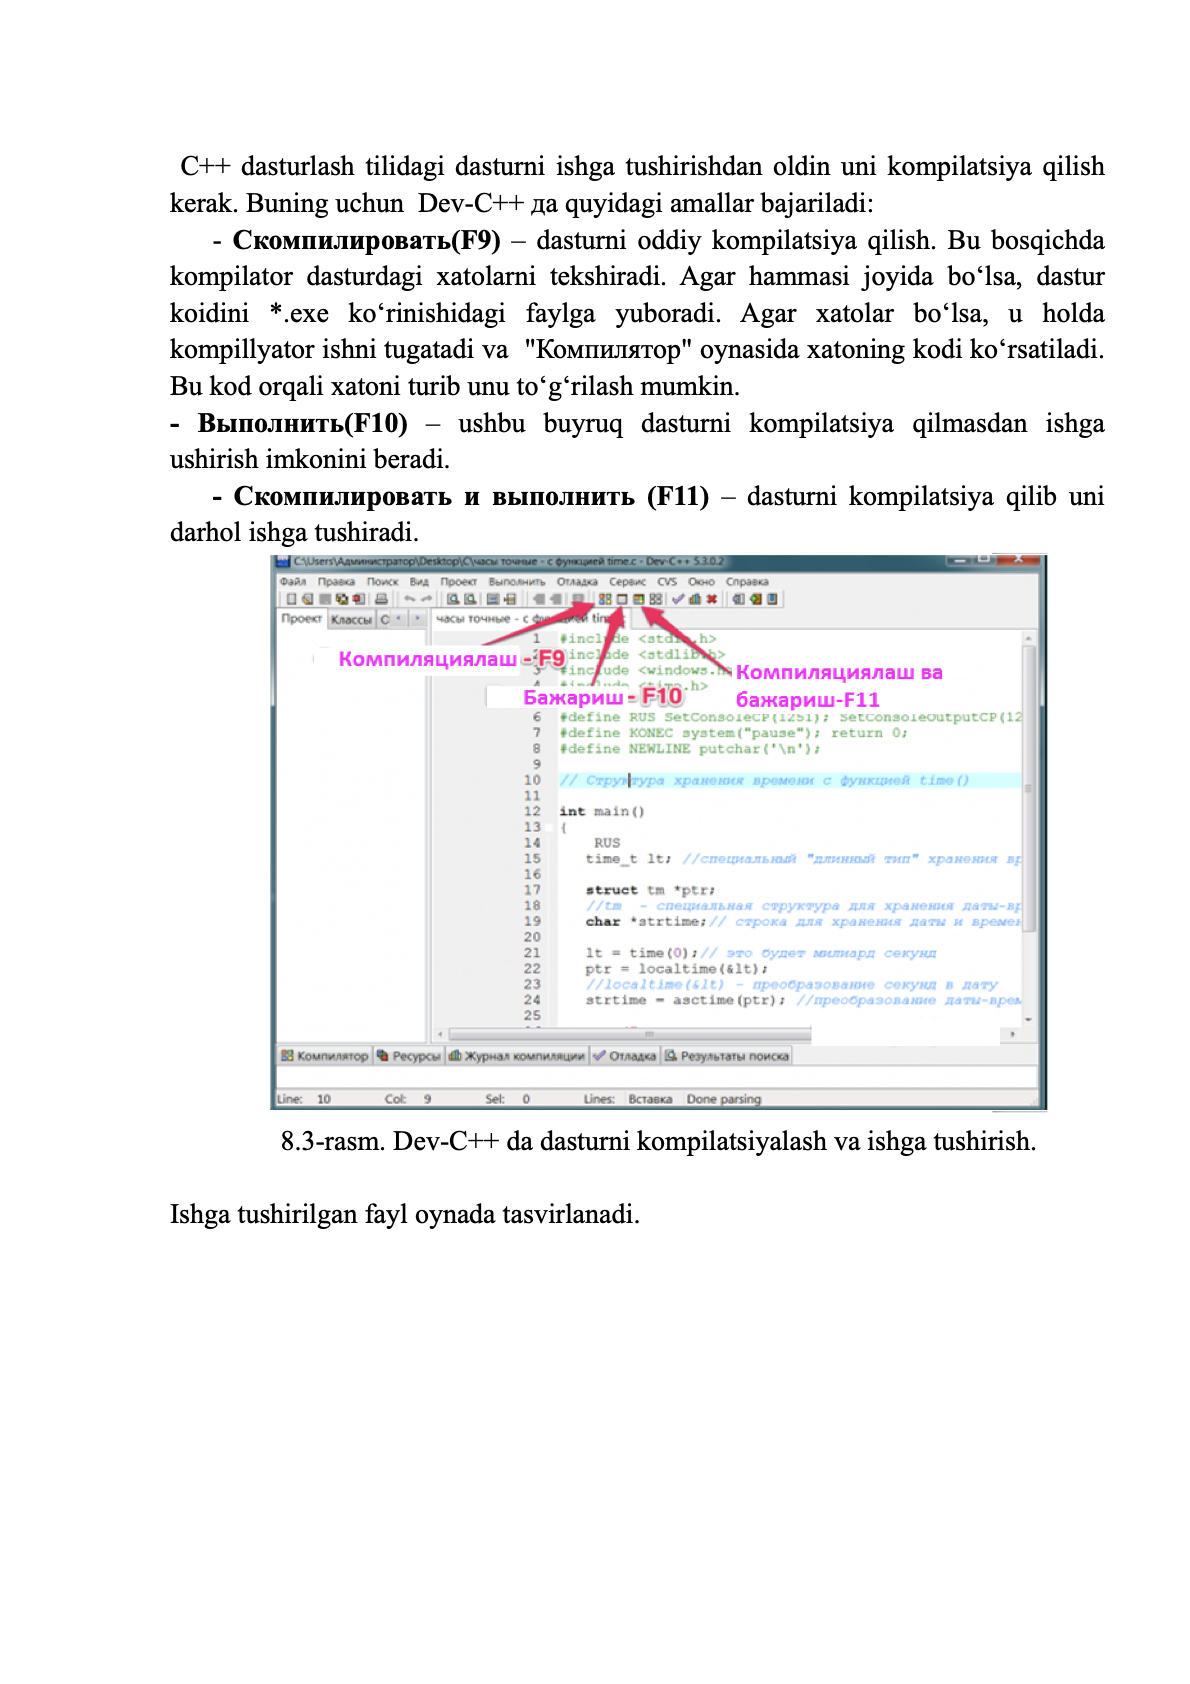 C++ dasturlash tilidagi dasturni ishga tushirishdan oldin uni kompilatsiya qilish
kerak. Buning uchun Dev-C++ да quyidagi amallar bajariladi:
- Скомпилировать(F9) – dasturni oddiy kompilatsiya qilish. Bu bosqichda
kompilator dasturdagi xatolarni tekshiradi. Agar hammasi joyida bo‘lsa, dastur
koidini *.exe ko‘rinishidagi faylga yuboradi. Agar xatolar bo‘lsa, u holda
kompillyator ishni tugatadi va "Компилятор" oynasida xatoning kodi ko‘rsatiladi.
Bu kod orqali xatoni turib unu to‘g‘rilash mumkin.
- Выполнить(F10) – ushbu buyruq dasturni kompilatsiya qilmasdan ishga
ushirish imkonini beradi.
- Скомпилировать и выполнить (F11) – dasturni kompilatsiya qilib uni
darhol ishga tushiradi.
C:\Users\Администратор\Desktop\C\часы точные - с функцией time.c - Dev-C++ 5.3.0.2
Файл Правка Поиск Вид Проект Выполнить Отладка Сервис CVS Окно Справка
Проект Классы С часы точные - с
1 #include
Компиляциялаш - F9
Бажариш - F10
Компиляциялаш ва
бажариш-F11
6 #define RUS SetConsoleCP(1251); SetConsoleOutputCP(12
7 #define KONEC system("pause"); return 0;
8 #define NEWLINE putchar('\n');
9
10 // Структура хранения времени с функцией time()
11
12 int main()
13 {
14 RUS
15 time_t lt; //специальный "длинный тип" хранения вр
16
17 struct tm *ptr;
18 //tm - специальная структура для хранения даты-вр
19 char *strtime;// строка для хранения даты и времен
20
21 lt = time(0);// это будет милиард секунд
22 ptr = localtime(&lt);
23 //localtime(&lt) - преобразование секунд в дату
24 strtime = asctime(ptr); //преобразование даты-врем
25
Компилятор Ресурсы Журнал компиляции Отладка Результаты поиска
Line: 10 Col: 9 Sel: 0 Lines: Вставка Done parsing
8.3-rasm. Dev-C++ da dasturni kompilatsiyalash va ishga tushirish.
Ishga tushirilgan fayl oynada tasvirlanadi.